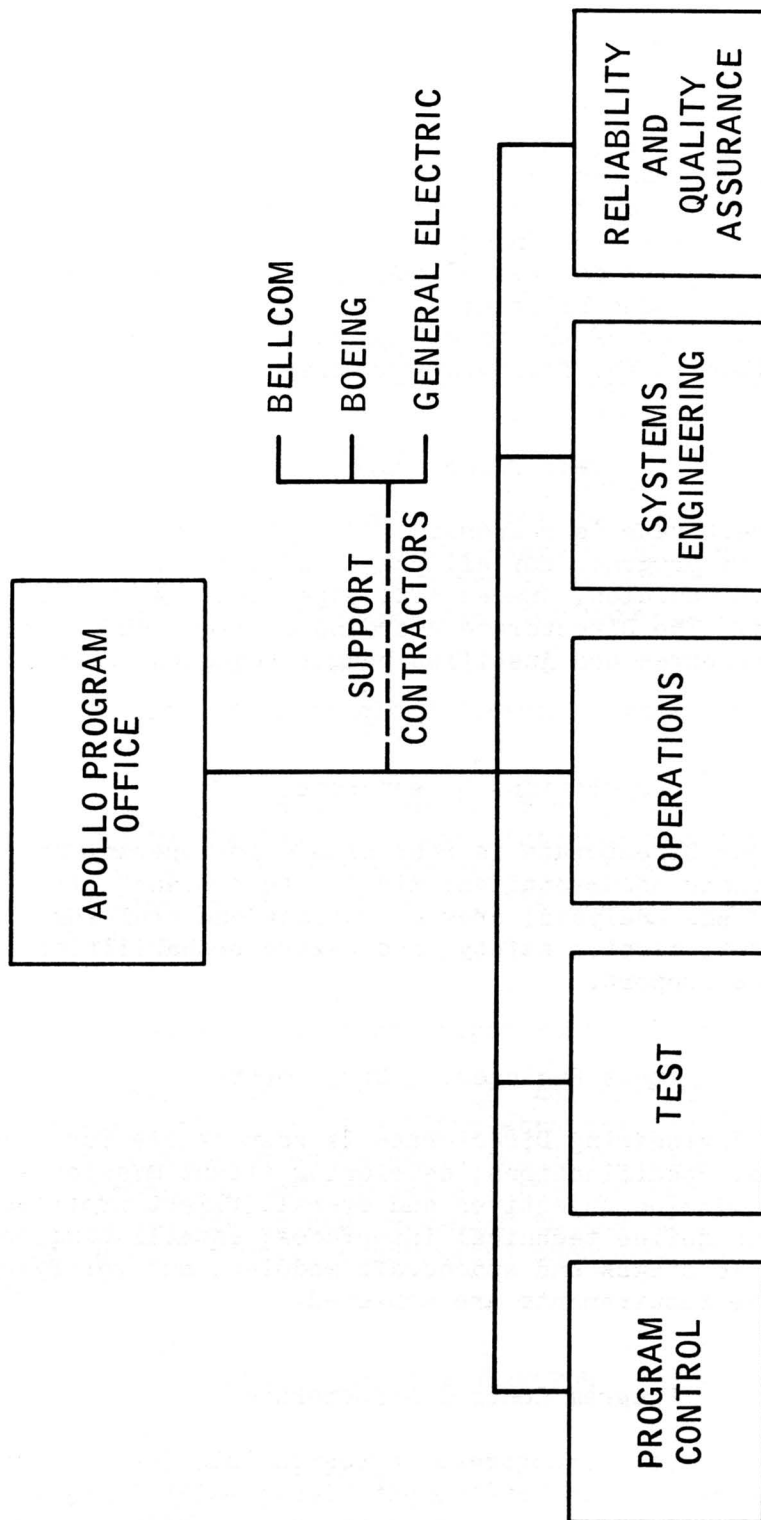 APOLLO PROGRAM
OFFICE
SUPPORT
CONTRACTORS
BELLCOM
BOEING
GENERAL ELECTRIC
PROGRAM
CONTROL
TEST
OPERATIONS
SYSTEMS
ENGINEERING
RELIABILITY
AND
QUALITY
ASSURANCE